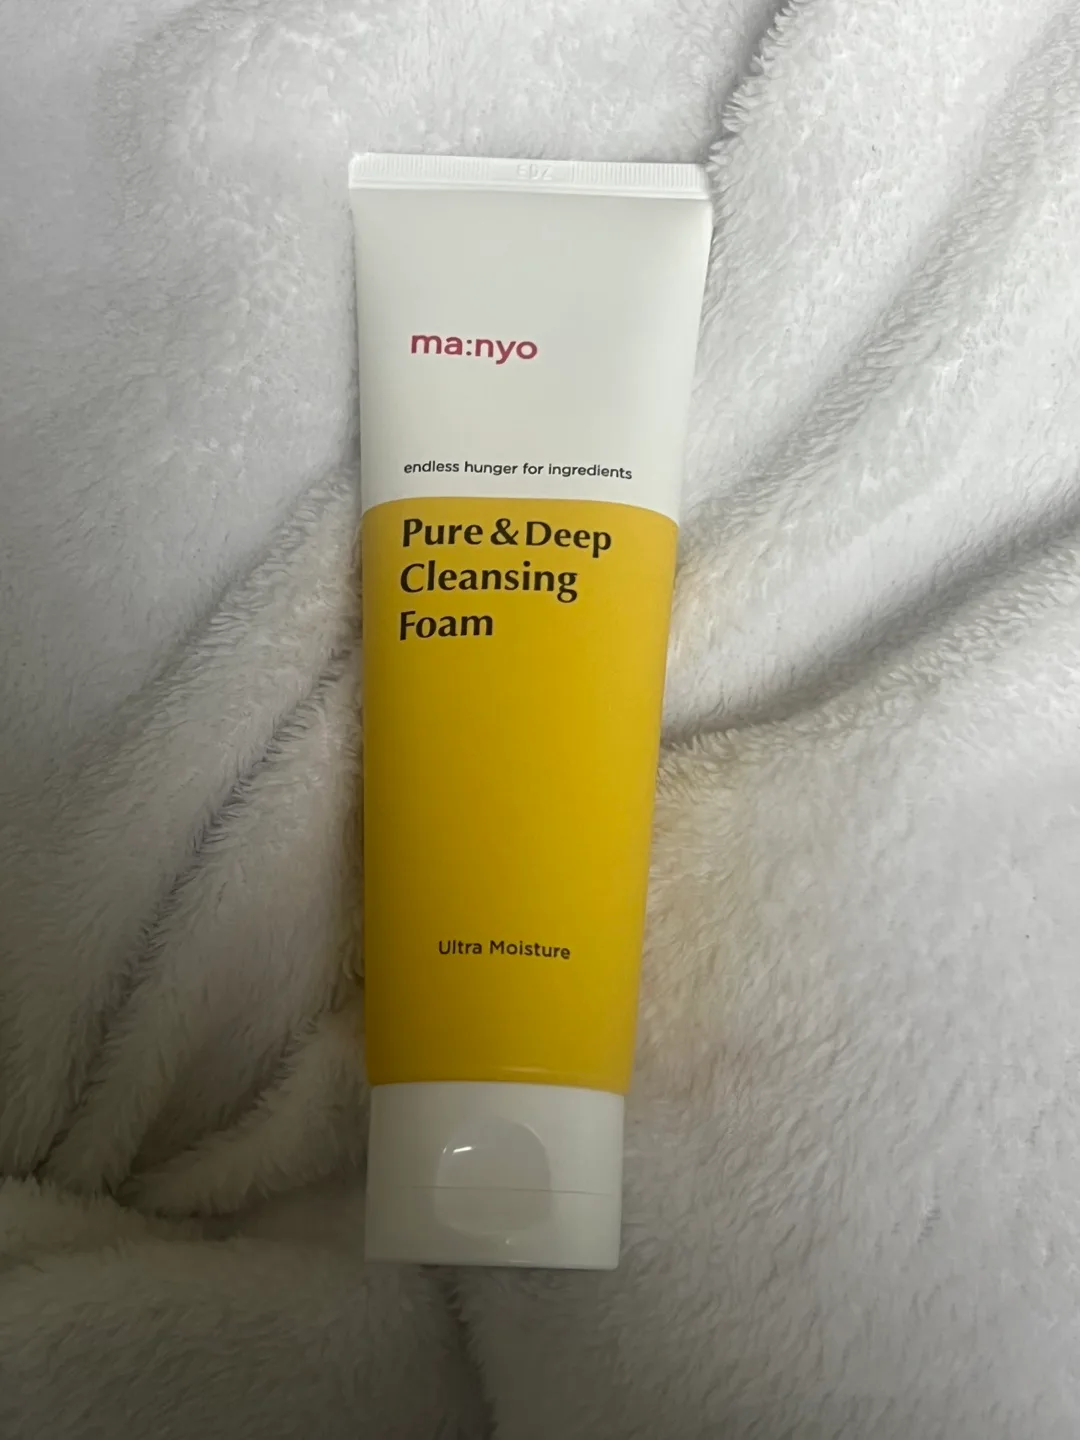 ma:nyo
endless hunger for ingredients
Pure & Deep
Cleansing
Foam
Ultra Moisture